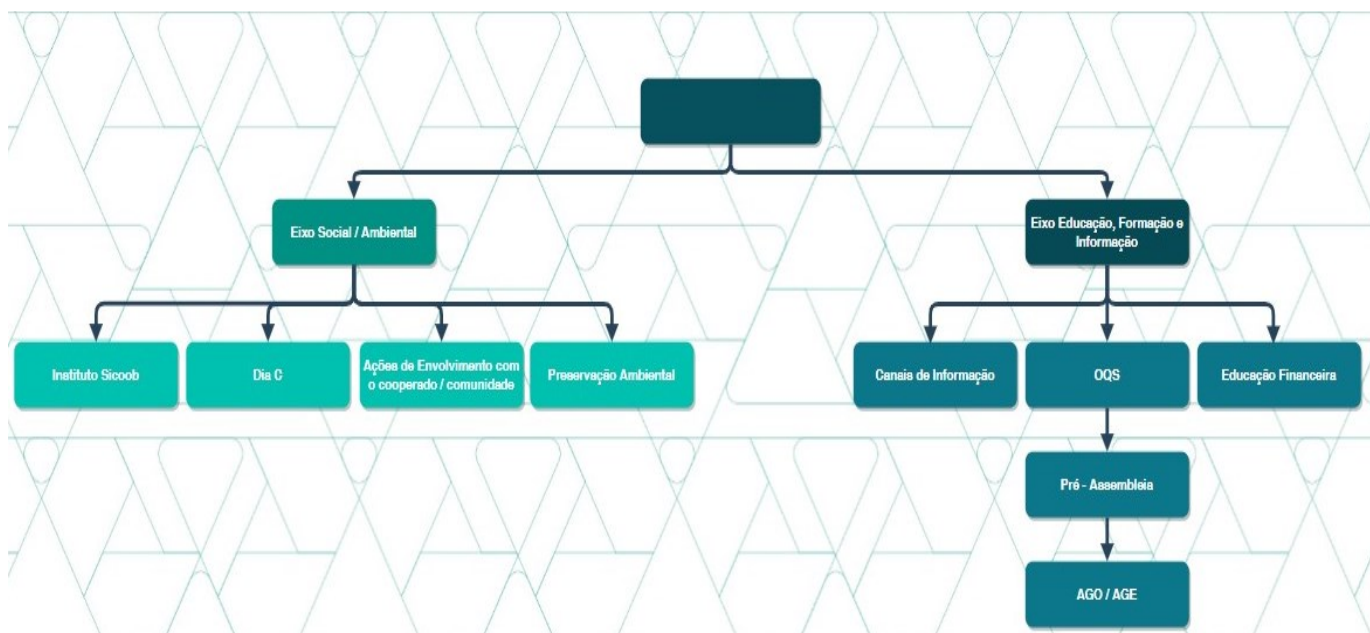 Eixo Social / Ambiental
Eixo Educação, Formação e
Informação
Instituto Sicoob
Dia C
Ações de Envolvimento com
o cooperado / comunidade
Preservação Ambiental
Canais de Informação
OQS
Educação Financeira
Pré - Assembleia
AGO / AGE